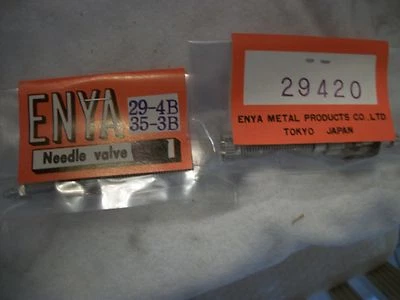 ENYA
29-4B
35-3B
Needle valve 1
29420
ENYA METAL PRODUCTS CO.,LTD
TOKYO JAPAN